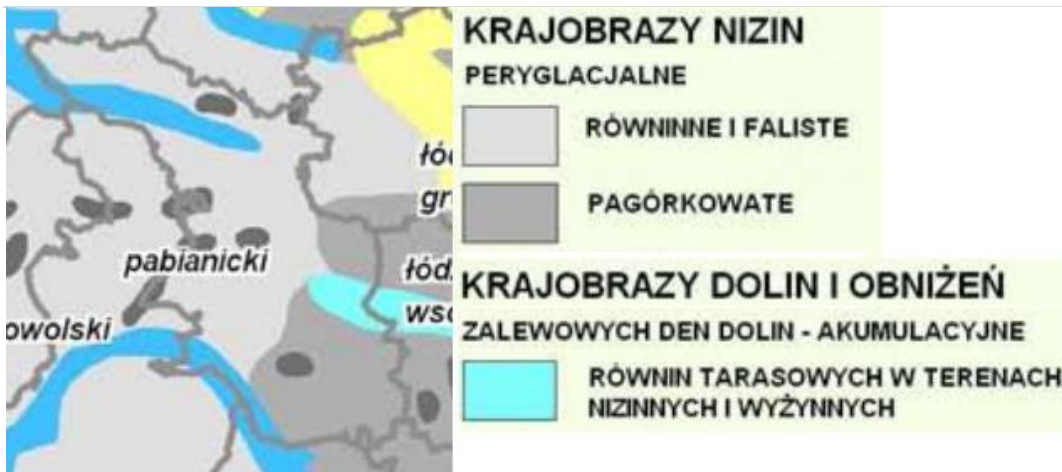 łó
gr
pabianicki
łódz
wsc
owolski
KRAJOBRAZY NIZIN
PERYGLACJALNE
RÓWNINNE I FALISTE
PAGÓRKOWATE
KRAJOBRAZY DOLIN I OBNIŻEŃ
ZALEWOWYCH DEN DOLIN - AKUMULACYJNE
RÓWNIN TARASOWYCH W TERENACH
NIZINNYCH I WYŻYNNYCH